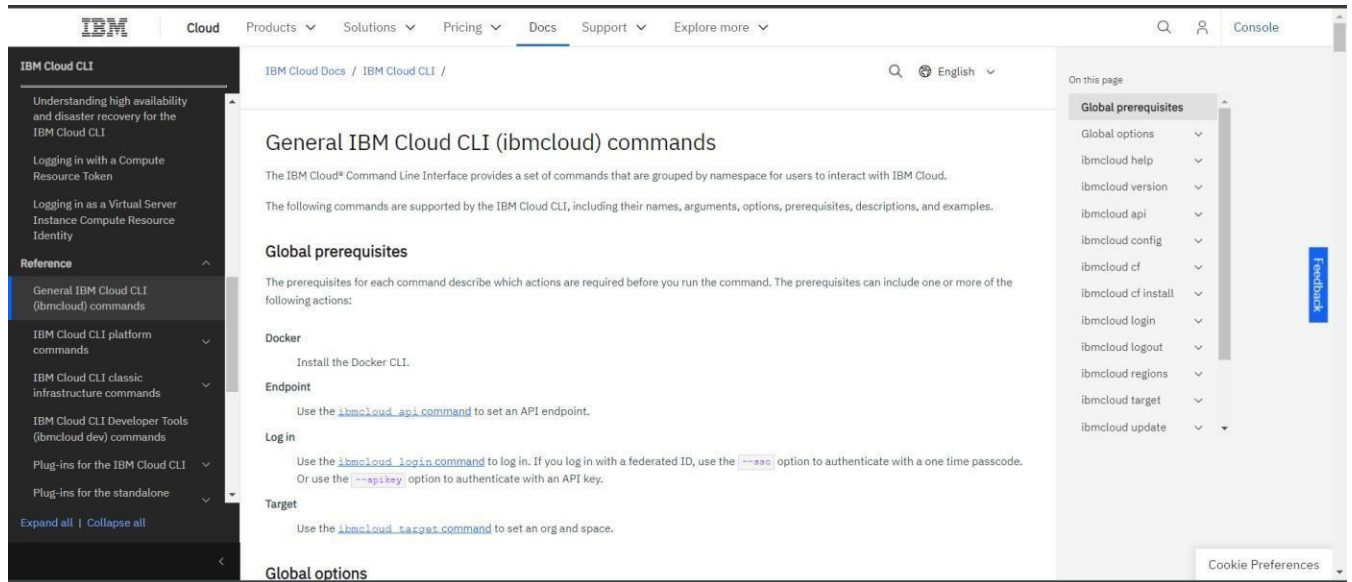 IBM Cloud Products Solutions Pricing Docs Support Explore more Console
IBM Cloud CLI
Understanding high availability
and disaster recovery for the
IBM Cloud CLI
Logging in with a Compute
Resource Token
Logging in as a Virtual Server
Instance Compute Resource
Identity
Reference
General IBM Cloud CLI
(ibmcloud) commands
IBM Cloud CLI platform
commands
IBM Cloud CLI classic
infrastructure commands
IBM Cloud CLI Developer Tools
(ibmcloud dev) commands
Plug-ins for the IBM Cloud CLI
Plug-ins for the standalone
Expand all | Collapse all
IBM Cloud Docs / IBM Cloud CLI /
English
General IBM Cloud CLI (ibmcloud) commands
The IBM Cloud® Command Line Interface provides a set of commands that are grouped by namespace for users to interact with IBM Cloud.
The following commands are supported by the IBM Cloud CLI, including their names, arguments, options, prerequisites, descriptions, and examples.
Global prerequisites
The prerequisites for each command describe which actions are required before you run the command. The prerequisites can include one or more of the
following actions:
Docker
Install the Docker CLI.
Endpoint
Use the ibmcloud api command to set an API endpoint.
Log in
Use the ibmcloud login command to log in. If you log in with a federated ID, use the --sso option to authenticate with a one time passcode.
Or use the --apikey option to authenticate with an API key.
Target
Use the ibmcloud target command to set an org and space.
Global options
On this page
Global prerequisites
Global options
ibmcloud help
ibmcloud version
ibmcloud api
ibmcloud config
ibmcloud cf
ibmcloud cf install
ibmcloud login
ibmcloud logout
ibmcloud regions
ibmcloud target
ibmcloud update
Feedback
Cookie Preferences